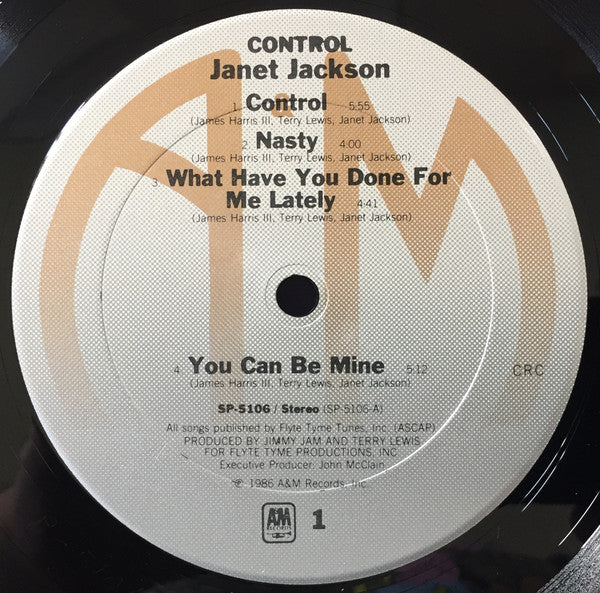 CONTROL
Janet Jackson
1. Control 5:55
(James Harris III, Terry Lewis, Janet Jackson)
2. Nasty 4:00
(James Harris III, Terry Lewis, Janet Jackson)
3. What Have You Done For
Me Lately 4:41
(James Harris III, Terry Lewis, Janet Jackson)
4. You Can Be Mine 5:12
(James Harris III, Terry Lewis, Janet Jackson)
CRC
SP-5106 / Stereo (SP-5106-A)
All songs published by Flyte Tyme Tunes, Inc. (ASCAP)
PRODUCED BY JIMMY JAM AND TERRY LEWIS
FOR FLYTE TYME PRODUCTIONS, INC
Executive Producer: John McClain
℗ 1986 A&M Records, Inc.
A&M
RECORDS
1